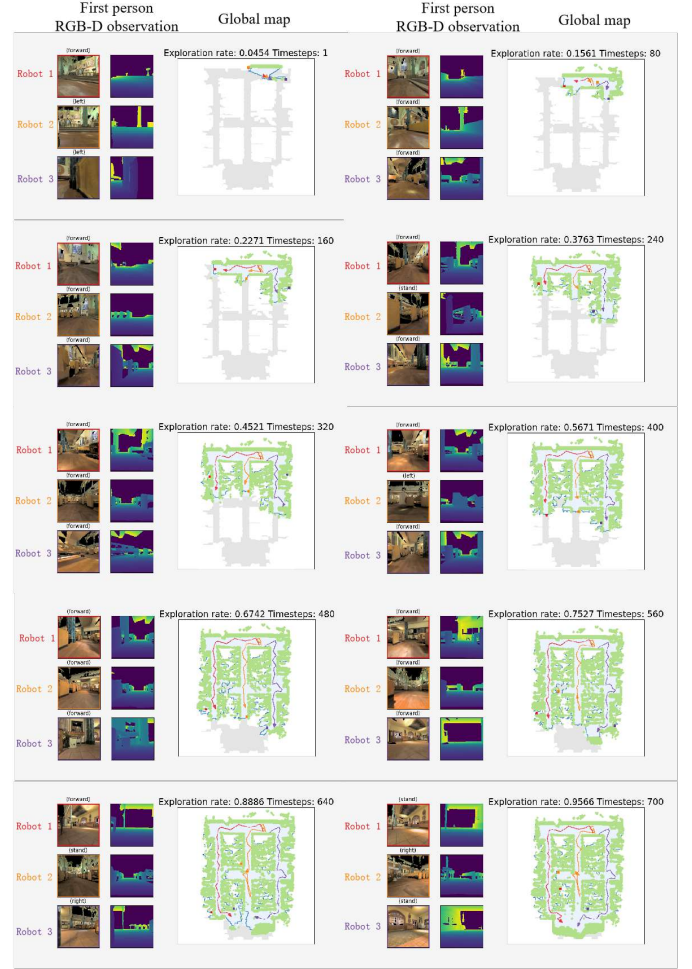 First person
RGB-D observation
Global map
First person
RGB-D observation
Global map
(forward)
Exploration rate: 0.0454 Timesteps: 1
Robot 1
(left)
Robot 2
(left)
Robot 3
(forward)
Exploration rate: 0.1561 Timesteps: 80
Robot 1
(forward)
Robot 2
(forward)
Robot 3
(forward)
Exploration rate: 0.2271 Timesteps: 160
Robot 1
(forward)
Robot 2
(forward)
Robot 3
(forward)
Exploration rate: 0.3763 Timesteps: 240
Robot 1
(stand)
Robot 2
(forward)
Robot 3
(forward)
Exploration rate: 0.4521 Timesteps: 320
Robot 1
(forward)
Robot 2
(forward)
Robot 3
(forward)
Exploration rate: 0.5671 Timesteps: 400
Robot 1
(left)
Robot 2
(forward)
Robot 3
(forward)
Exploration rate: 0.6742 Timesteps: 480
Robot 1
(forward)
Robot 2
(forward)
Robot 3
(forward)
Exploration rate: 0.7527 Timesteps: 560
Robot 1
(forward)
Robot 2
(forward)
Robot 3
(forward)
Exploration rate: 0.8886 Timesteps: 640
Robot 1
(stand)
Robot 2
(right)
Robot 3
(stand)
Exploration rate: 0.9566 Timesteps: 700
Robot 1
(right)
Robot 2
(stand)
Robot 3